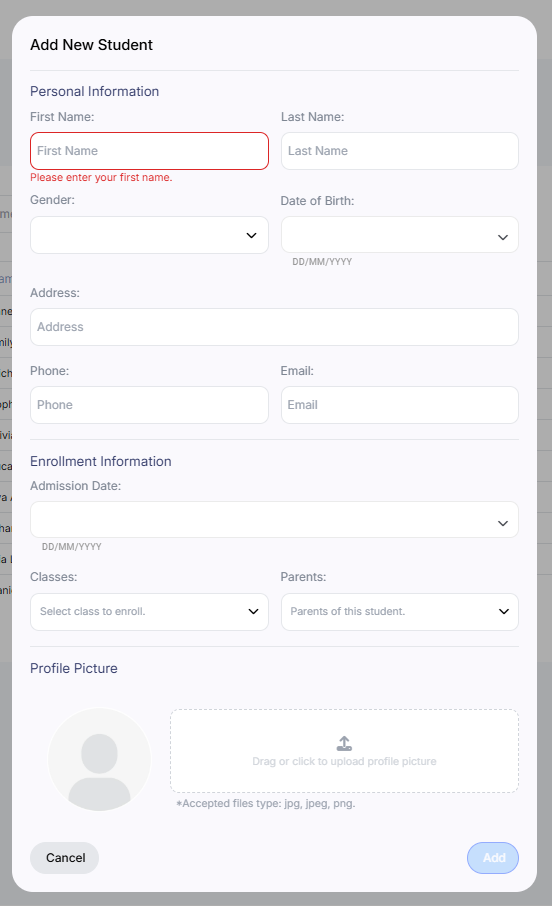 Add New Student
Personal Information
First Name: Last Name:
First Name Last Name
Please enter your first name.
Gender: Date of Birth:
DD/MM/YYYY
Address:
Address
Phone: Email:
Phone Email
Enrollment Information
Admission Date:
DD/MM/YYYY
Classes: Parents:
Select class to enroll. Parents of this student.
Profile Picture
Drag or click to upload profile picture
*Accepted files type: jpg, jpeg, png.
Cancel Add